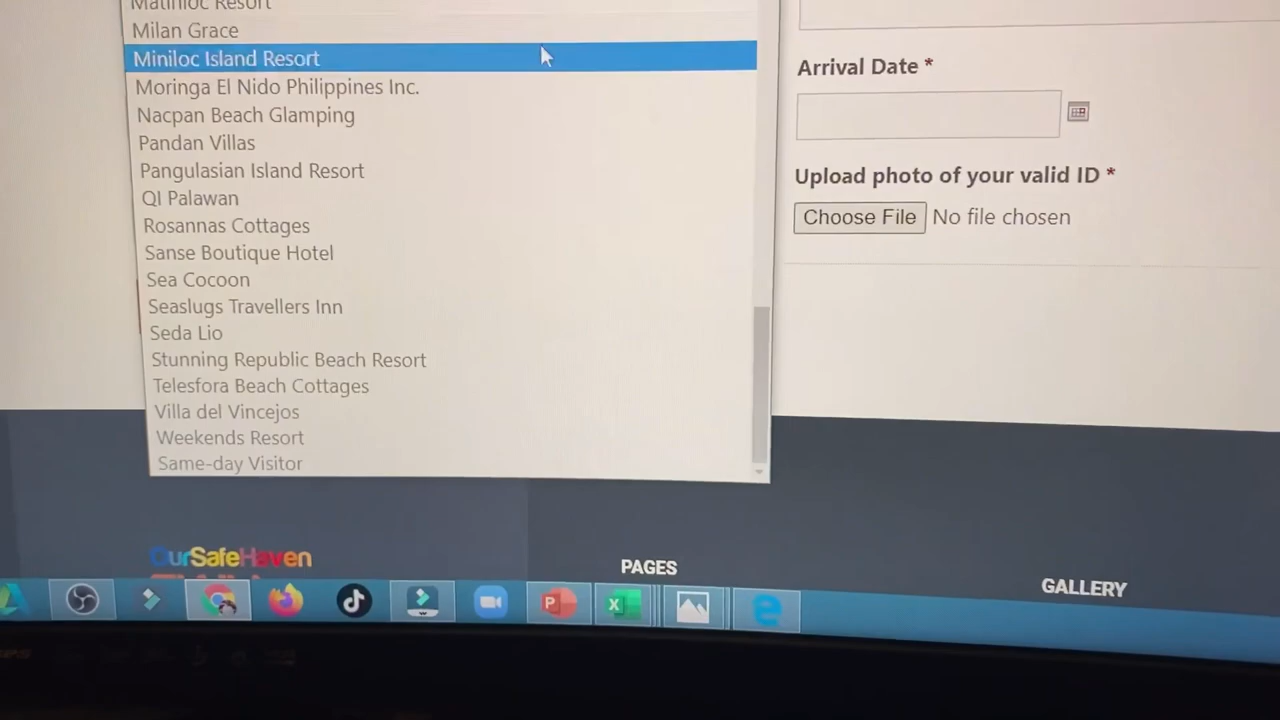 Matinloc Resort
Milan Grace
Miniloc Island Resort
Moringa El Nido Philippines Inc.
Nacpan Beach Glamping
Pandan Villas
Pangulasian Island Resort
QI Palawan
Rosannas Cottages
Sanse Boutique Hotel
Sea Cocoon
Seaslugs Travellers Inn
Seda Lio
Stunning Republic Beach Resort
Telesfora Beach Cottages
Villa del Vincejos
Weekends Resort
Same-day Visitor
Arrival Date *
Upload photo of your valid ID *
Choose File No file chosen
OurSafeHaven
PAGES
GALLERY